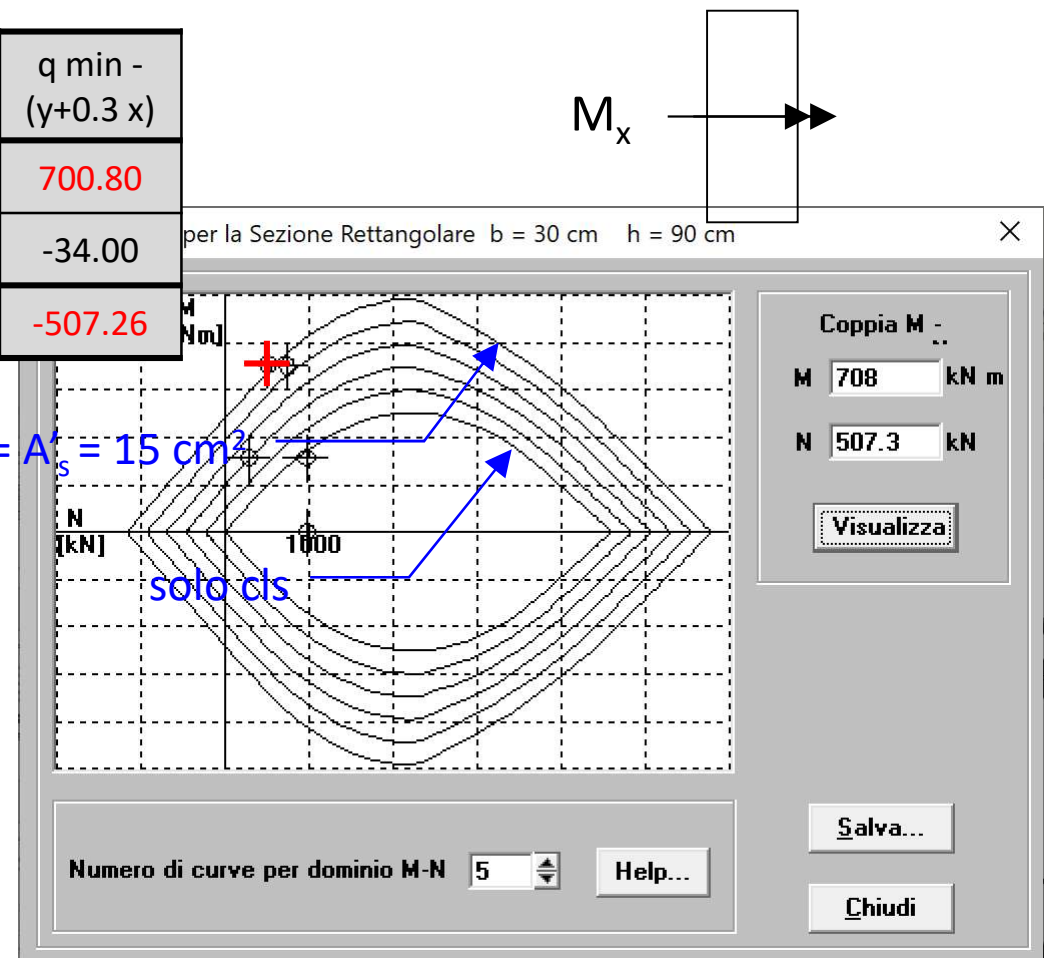 q min -
(y+0.3 x)
700.80
-34.00
-507.26
Mx
per la Sezione Rettangolare b = 30 cm h = 90 cm
M
Nm]
= A's = 15 cm²
N
[kN]
1000
solo cls
Coppia M -
M 708 kN m
N 507.3 kN
Visualizza
Numero di curve per dominio M-N 5
Help...
Salva...
Chiudi